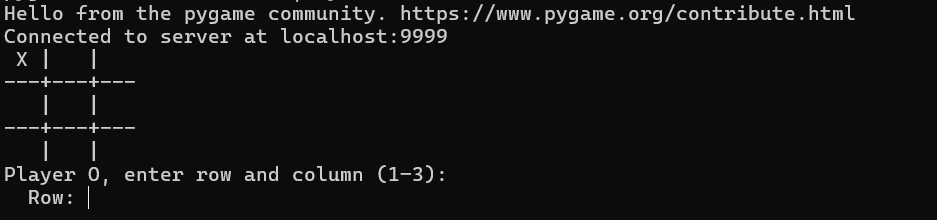 Hello from the pygame community. https://www.pygame.org/contribute.html
Connected to server at localhost:9999
 X |   |
---+---+---
   |   |
---+---+---
   |   |
Player O, enter row and column (1-3):
  Row: